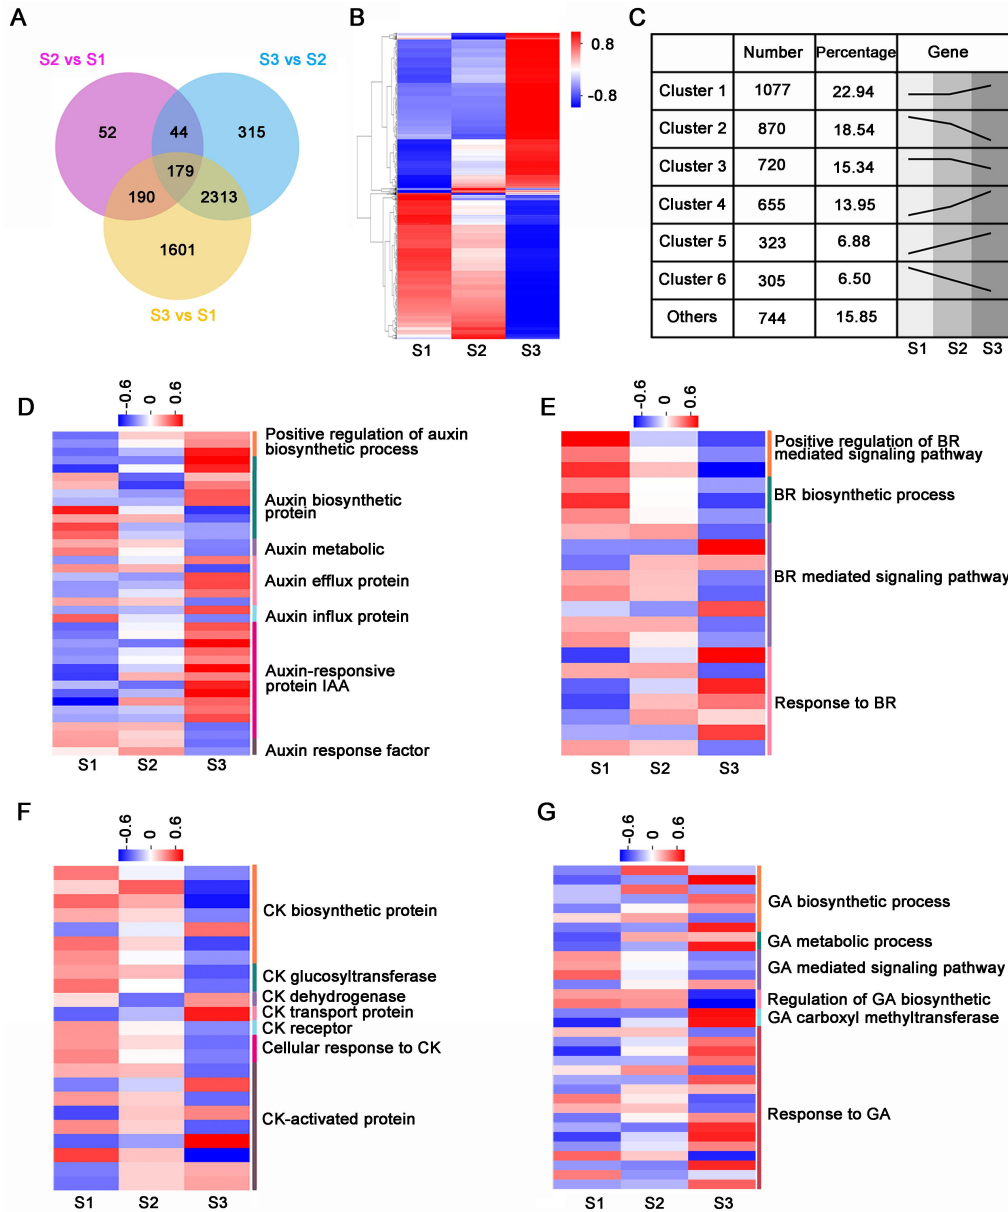 A
S2 vs S1
S3 vs S2
52
44
315
179
190
2313
1601
S3 vs S1
B
0.8
−0.8
S1 S2 S3
C
Number Percentage Gene
Cluster 1 1077 22.94
Cluster 2 870 18.54
Cluster 3 720 15.34
Cluster 4 655 13.95
Cluster 5 323 6.88
Cluster 6 305 6.50
Others 744 15.85
S1 S2 S3
D
−0.6 0 0.6
Positive regulation of auxin
biosynthetic process
Auxin biosynthetic
protein
Auxin metabolic
Auxin efflux protein
Auxin influx protein
Auxin-responsive
protein IAA
Auxin response factor
S1 S2 S3
E
−0.6 0 0.6
Positive regulation of BR
mediated signaling pathway
BR biosynthetic process
BR mediated signaling pathway
Response to BR
S1 S2 S3
F
−0.6 0 0.6
CK biosynthetic protein
CK glucosyltransferase
CK dehydrogenase
CK transport protein
CK receptor
Cellular response to CK
CK-activated protein
S1 S2 S3
G
−0.6 0 0.6
GA biosynthetic process
GA metabolic process
GA mediated signaling pathway
Regulation of GA biosynthetic
GA carboxyl methyltransferase
Response to GA
S1 S2 S3